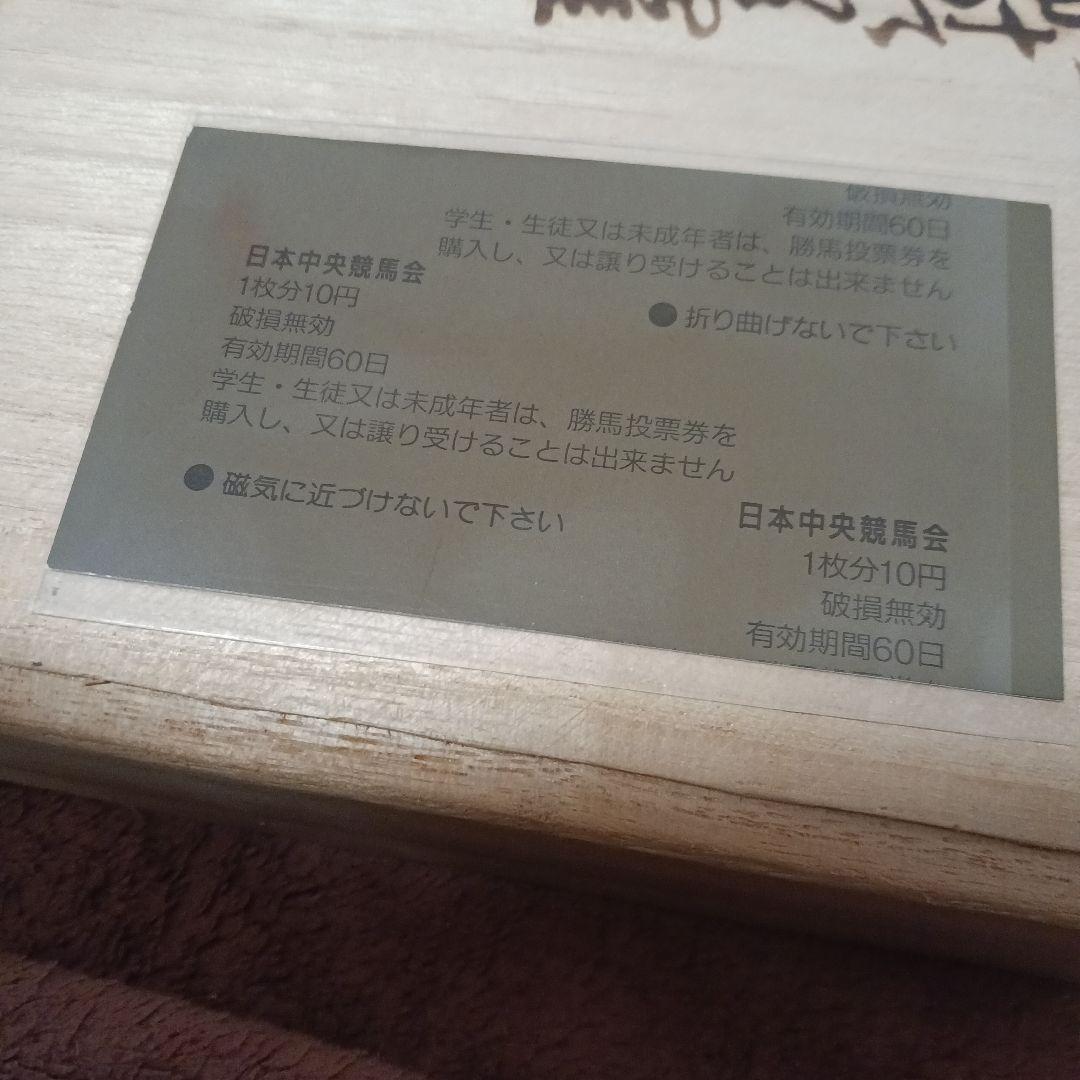 破損無効
有効期間60日
学生・生徒又は未成年者は、勝馬投票券を
購入し、又は譲り受けることは出来ません
● 折り曲げないで下さい
日本中央競馬会
1枚分10円
破損無効
有効期間60日
学生・生徒又は未成年者は、勝馬投票券を
購入し、又は譲り受けることは出来ません
● 磁気に近づけないで下さい
日本中央競馬会
1枚分10円
破損無効
有効期間60日